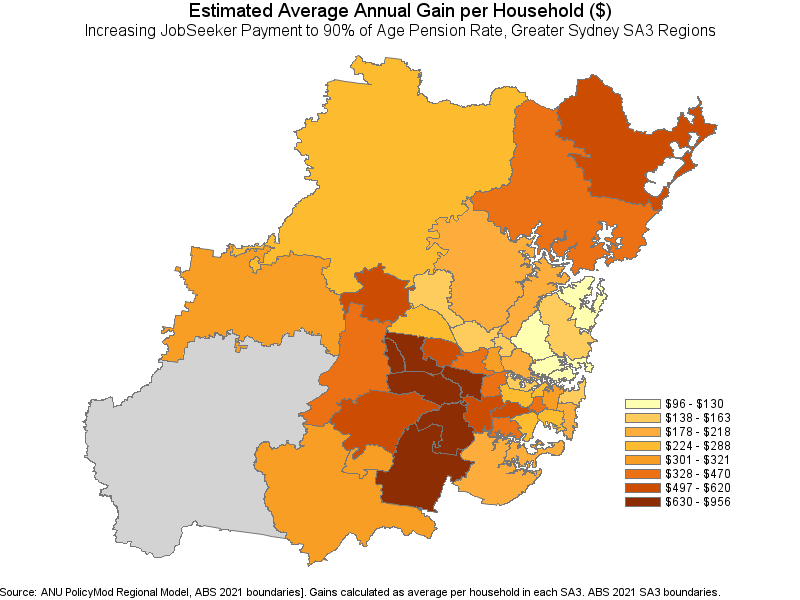 Estimated Average Annual Gain per Household ($)
Increasing JobSeeker Payment to 90% of Age Pension Rate, Greater Sydney SA3 Regions
$96 - $130
$138 - $163
$178 - $218
$224 - $288
$301 - $321
$328 - $470
$497 - $620
$630 - $956
Source: ANU PolicyMod Regional Model, ABS 2021 boundaries]. Gains calculated as average per household in each SA3. ABS 2021 SA3 boundaries.